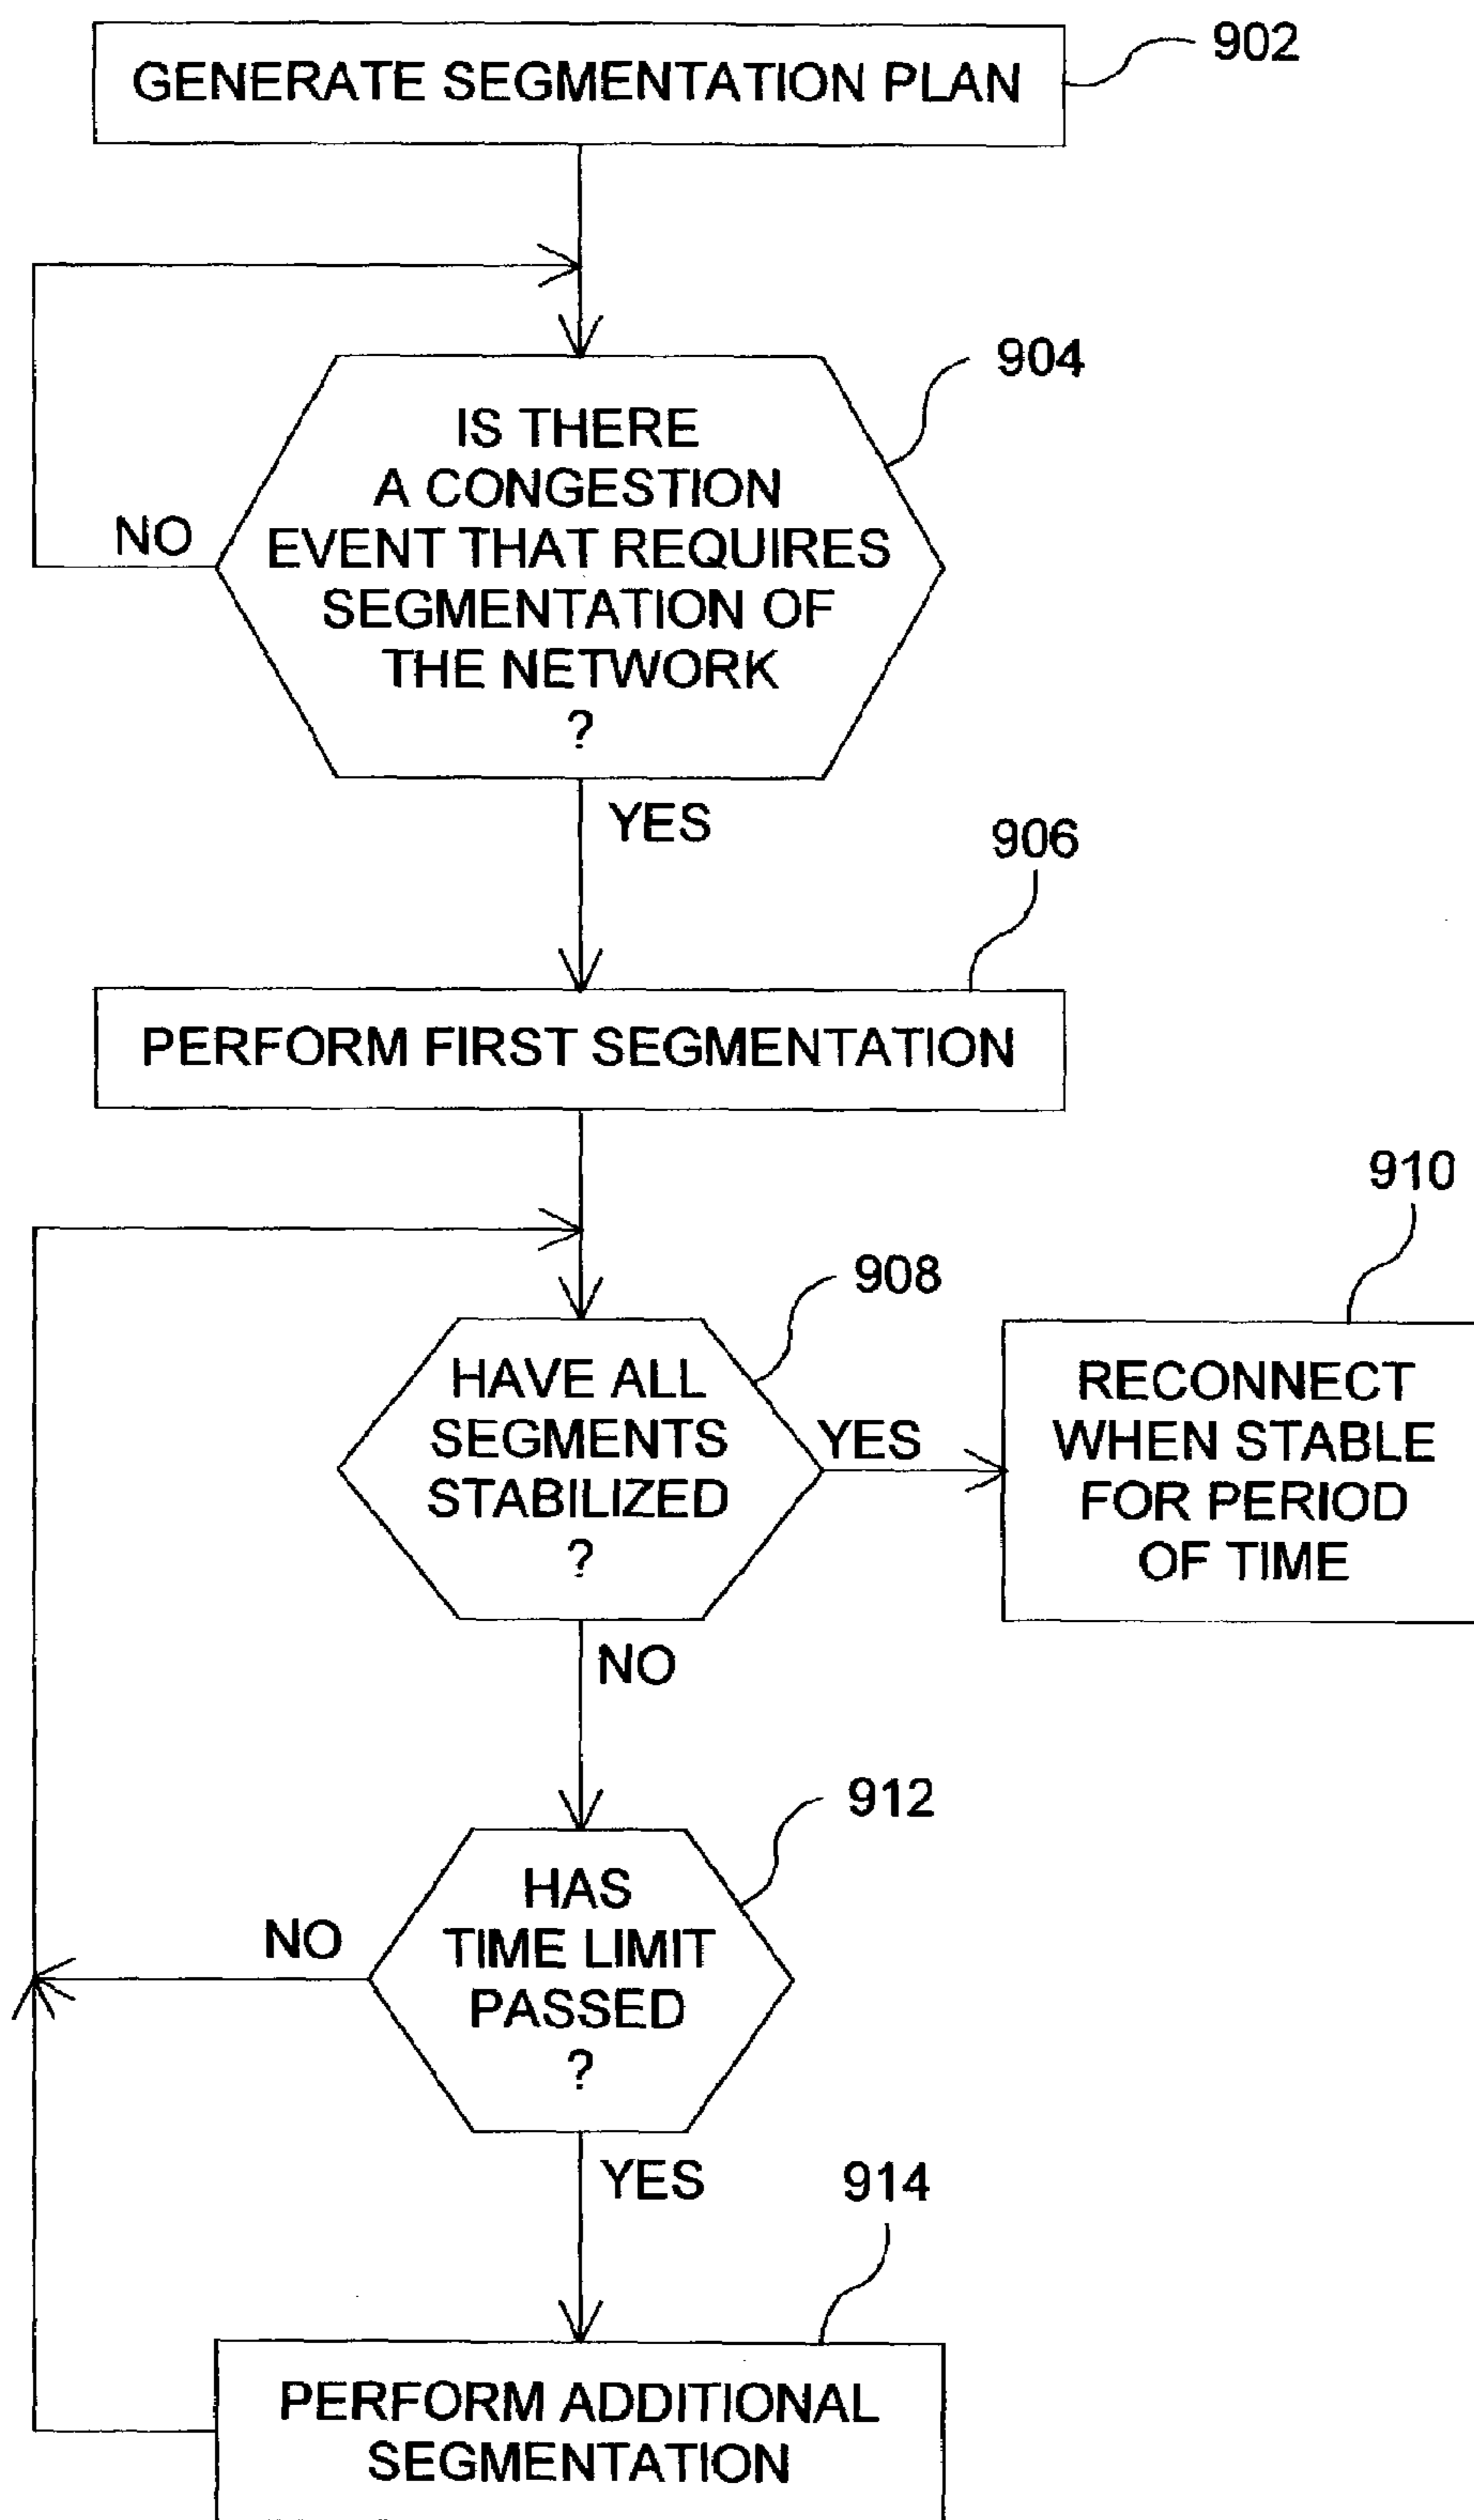 GENERATE SEGMENTATION PLAN
902
904
IS THERE
A CONGESTION
EVENT THAT REQUIRES
SEGMENTATION OF
THE NETWORK
?
NO
YES
906
PERFORM FIRST SEGMENTATION
910
908
HAVE ALL
SEGMENTS
STABILIZED
?
YES
RECONNECT
WHEN STABLE
FOR PERIOD
OF TIME
NO
912
HAS
TIME LIMIT
PASSED
?
NO
YES
914
PERFORM ADDITIONAL
SEGMENTATION